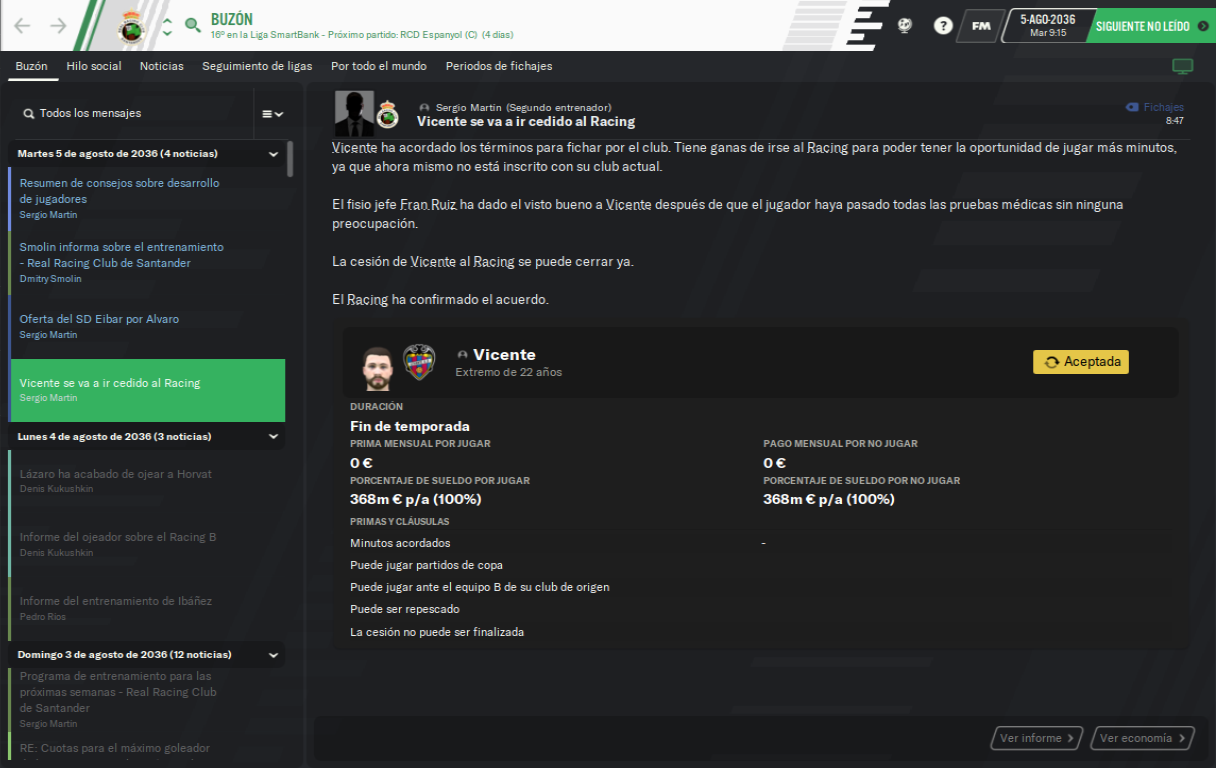 BUZÓN
16º en la Liga SmartBank - Próximo partido: RCD Espanyol (C) (4 días)
?
FM
5-AGO-2036
Mar 9:15
SIGUIENTE NO LEÍDO
Buzón
Hilo social
Noticias
Seguimiento de ligas
Por todo el mundo
Periodos de fichajes
Todos los mensajes
Martes 5 de agosto de 2036 (4 noticias)
Resumen de consejos sobre desarrollo
de jugadores
Sergio Martín
Smolin informa sobre el entrenamiento
- Real Racing Club de Santander
Dmitry Smolin
Oferta del SD Eibar por Alvaro
Sergio Martín
Vicente se va a ir cedido al Racing
Sergio Martín
Lunes 4 de agosto de 2036 (3 noticias)
Lázaro ha acabado de ojear a Horvat
Denis Kukushkin
Informe del ojeador sobre el Racing B
Denis Kukushkin
Informe del entrenamiento de Ibáñez
Pedro Ríos
Domingo 3 de agosto de 2036 (12 noticias)
Programa de entrenamiento para las
próximas semanas - Real Racing Club
de Santander
Sergio Martín
RE: Cuotas para el máximo goleador
Sergio Martín (Segundo entrenador)
Vicente se va a ir cedido al Racing
Fichajes
8:47
Vicente ha acordado los términos para fichar por el club. Tiene ganas de irse al Racing para poder tener la oportunidad de jugar más minutos,
ya que ahora mismo no está inscrito con su club actual.
El fisio jefe Fran Ruiz ha dado el visto bueno a Vicente después de que el jugador haya pasado todas las pruebas médicas sin ninguna
preocupación.
La cesión de Vicente al Racing se puede cerrar ya.
El Racing ha confirmado el acuerdo.
Vicente
Extremo de 22 años
Aceptada
DURACIÓN
Fin de temporada
PRIMA MENSUAL POR JUGAR
PAGO MENSUAL POR NO JUGAR
0 €
0 €
PORCENTAJE DE SUELDO POR JUGAR
PORCENTAJE DE SUELDO POR NO JUGAR
368m € p/a (100%)
368m € p/a (100%)
PRIMAS Y CLÁUSULAS
Minutos acordados
-
Puede jugar partidos de copa
Puede jugar ante el equipo B de su club de origen
Puede ser repescado
La cesión no puede ser finalizada
Ver informe
Ver economía